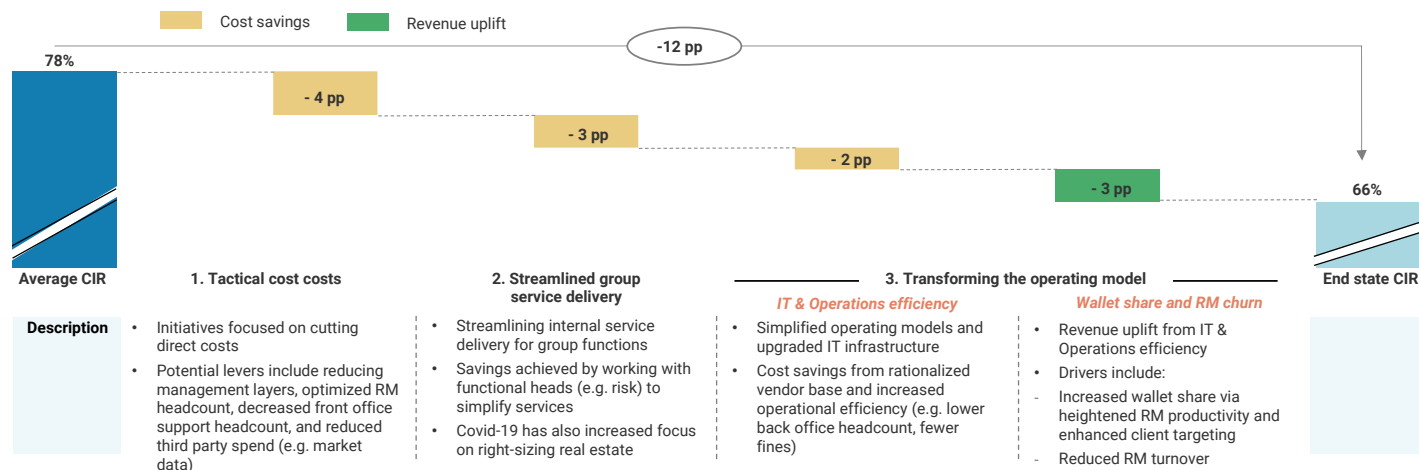 Cost savings
Revenue uplift
-12 pp
78%
- 4 pp
- 3 pp
- 2 pp
- 3 pp
66%
Average CIR
1. Tactical cost costs
2. Streamlined group
service delivery
3. Transforming the operating model
End state CIR
IT & Operations efficiency
Wallet share and RM churn
Description
• Initiatives focused on cutting
direct costs
• Potential levers include reducing
management layers, optimized RM
headcount, decreased front office
support headcount, and reduced
third party spend (e.g. market
data)
• Streamlining internal service
delivery for group functions
• Savings achieved by working with
functional heads (e.g. risk) to
simplify services
• Covid-19 has also increased focus
on right-sizing real estate
• Simplified operating models and
upgraded IT infrastructure
• Cost savings from rationalized
vendor base and increased
operational efficiency (e.g. lower
back office headcount, fewer
fines)
• Revenue uplift from IT &
Operations efficiency
• Drivers include:
- Increased wallet share via
heightened RM productivity and
enhanced client targeting
- Reduced RM turnover